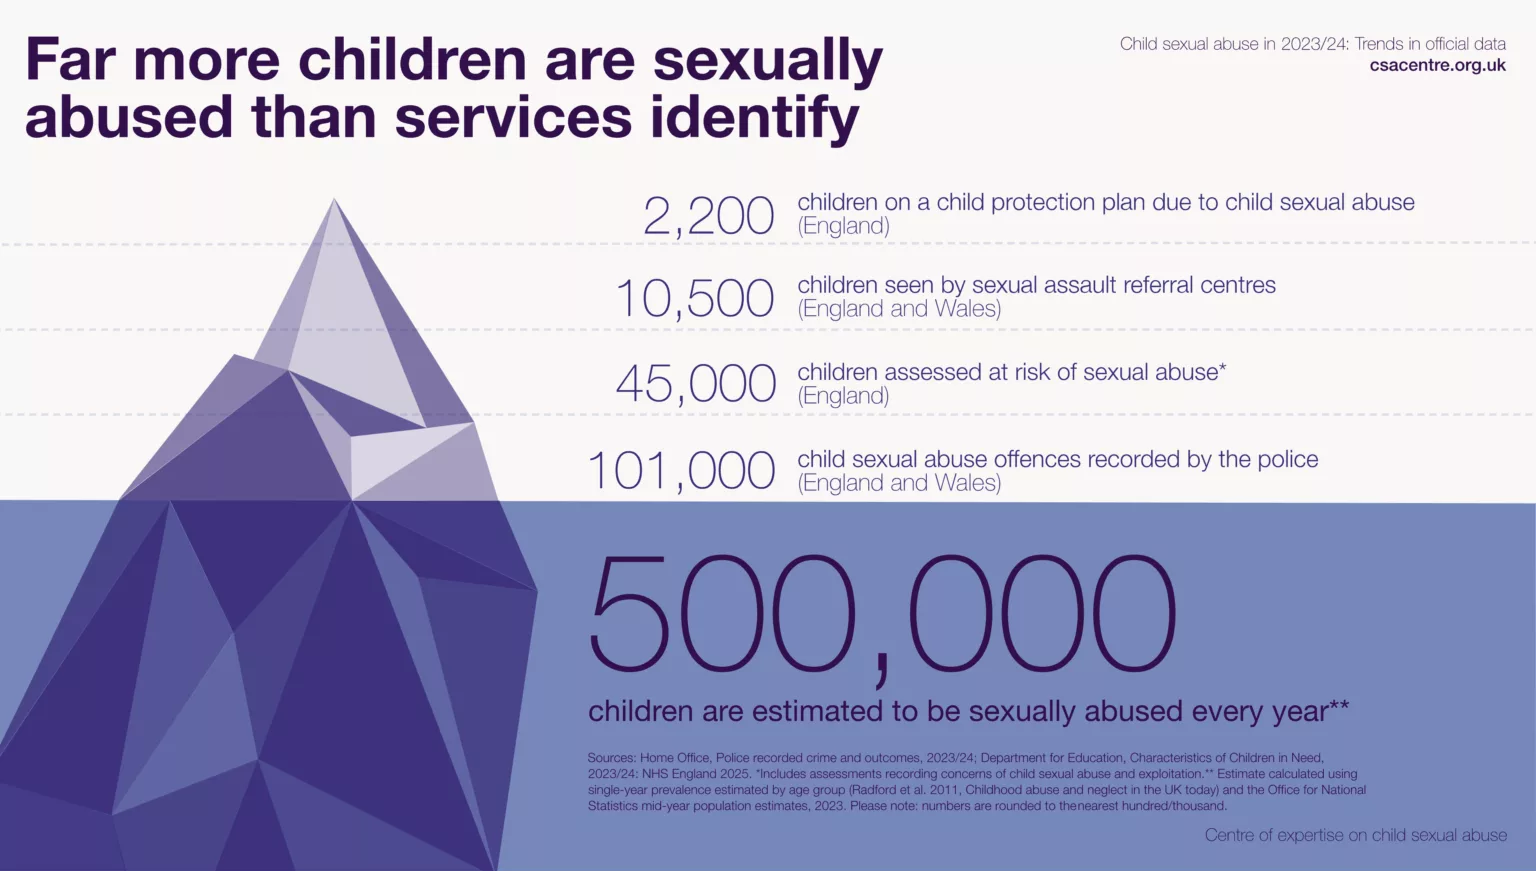 Far more children are sexually
abused than services identify
Child sexual abuse in 2023/24: Trends in official data
csacentre.org.uk
2,200
children on a child protection plan due to child sexual abuse
(England)
10,500
children seen by sexual assault referral centres
(England and Wales)
45,000
children assessed at risk of sexual abuse*
(England)
101,000
child sexual abuse offences recorded by the police
(England and Wales)
500,000
children are estimated to be sexually abused every year**
Sources: Home Office, Police recorded crime and outcomes, 2023/24; Department for Education, Characteristics of Children in Need,
2023/24: NHS England 2025. *Includes assessments recording concerns of child sexual abuse and exploitation.** Estimate calculated using
single-year prevalence estimated by age group (Radford et al. 2011, Childhood abuse and neglect in the UK today) and the Office for National
Statistics mid-year population estimates, 2023. Please note: numbers are rounded to thenearest hundred/thousand.
Centre of expertise on child sexual abuse